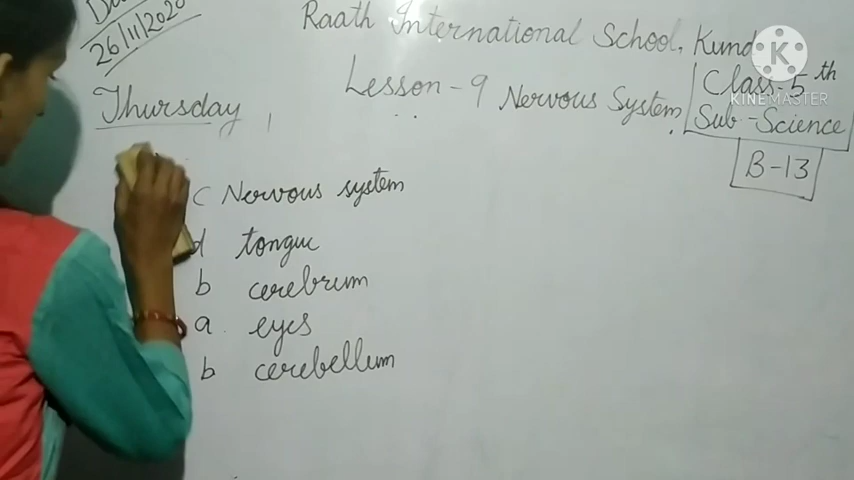 26/11/2020
Raath International School, Kund
Thursday
Lesson - 9 Nervous System
Class - 5th
Sub - Science
B-13
K
KINEMASTER
c Nervous system
d tongue
b cerebrum
a. eyes
b cerebellum